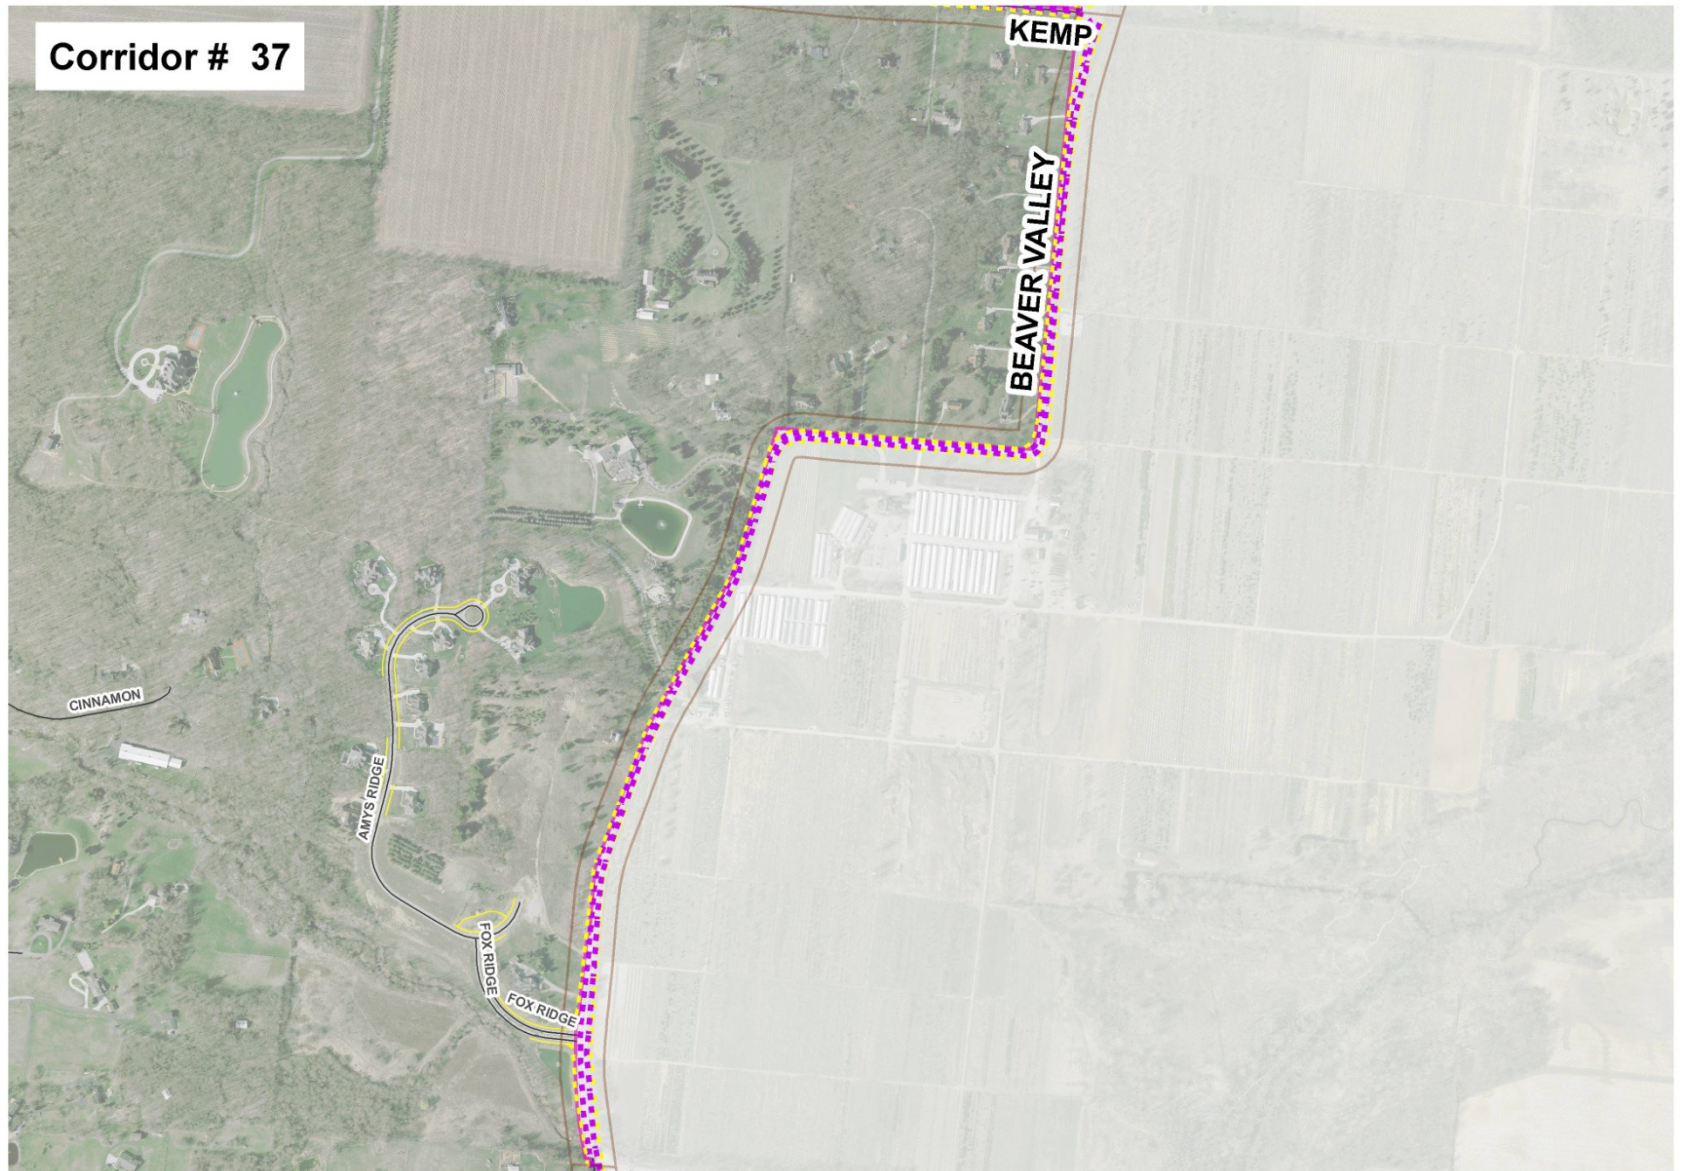 Corridor # 37
KEMP
BEAVER VALLEY
CINNAMON
AMYS RIDGE
FOX RIDGE
FOX RIDGE